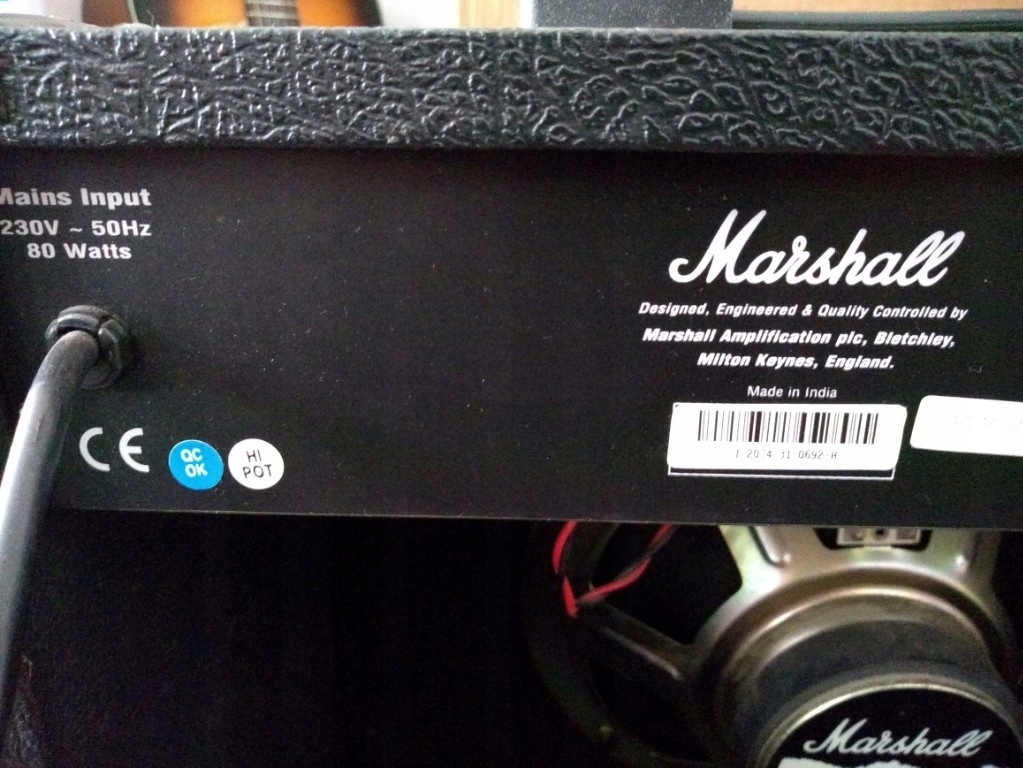 Mains Input
230V ~ 50Hz
80 Watts
Marshall
Designed, Engineered & Quality Controlled by
Marshall Amplification plc, Bletchley,
Milton Keynes, England.
Made in India
CE
QC
OK
HI
POT
Marshall